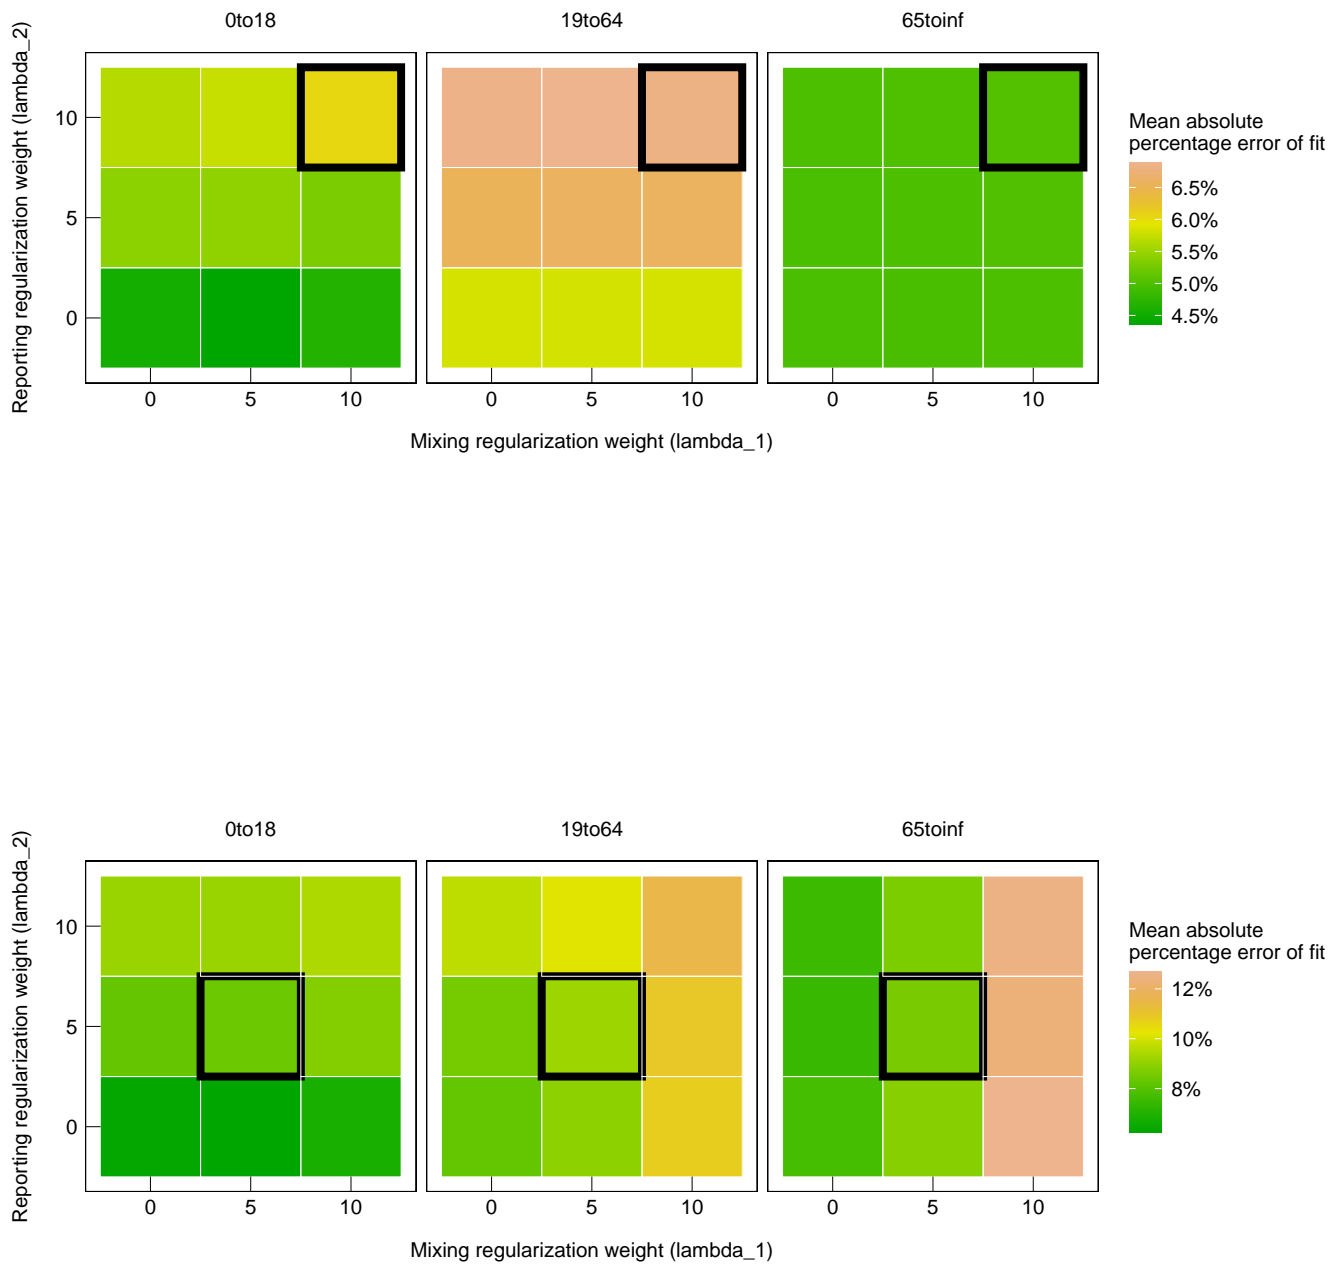 0to18
19to64
65toinf
Reporting regularization weight (lambda_2)
10
5
0
0
5
10
0
5
10
0
5
10
Mixing regularization weight (lambda_1)
Mean absolute
percentage error of fit
6.5%
6.0%
5.5%
5.0%
4.5%
0to18
19to64
65toinf
Reporting regularization weight (lambda_2)
10
5
0
0
5
10
0
5
10
0
5
10
Mixing regularization weight (lambda_1)
Mean absolute
percentage error of fit
12%
10%
8%